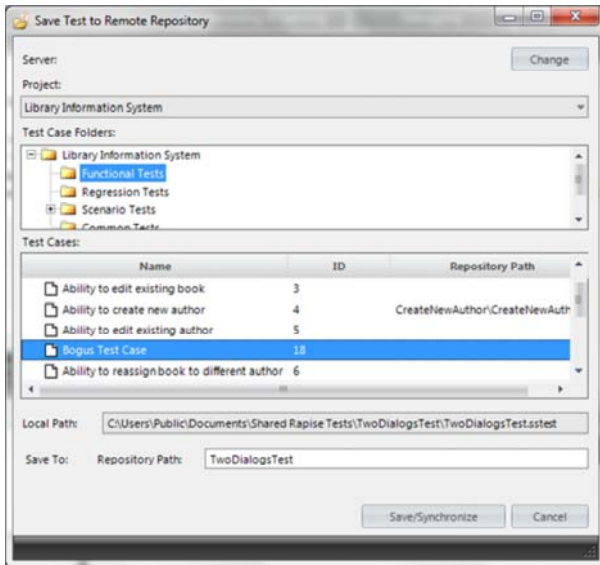 Save Test to Remote Repository
Server:
Change
Project:
Library Information System
Test Case Folders:
Library Information System
Functional Tests
Regression Tests
Scenario Tests
Common Tests
Test Cases:
Name ID Repository Path
Ability to edit existing book 3
Ability to create new author 4 CreateNewAuthor\CreateNewAuth
Ability to edit existing author 5
Bogus Test Case 18
Ability to reassign book to different author 6
Local Path: C:\Users\Public\Documents\Shared Rapise Tests\TwoDialogsTest\TwoDialogsTest.sstest
Save To: Repository Path: TwoDialogsTest
Save/Synchronize Cancel